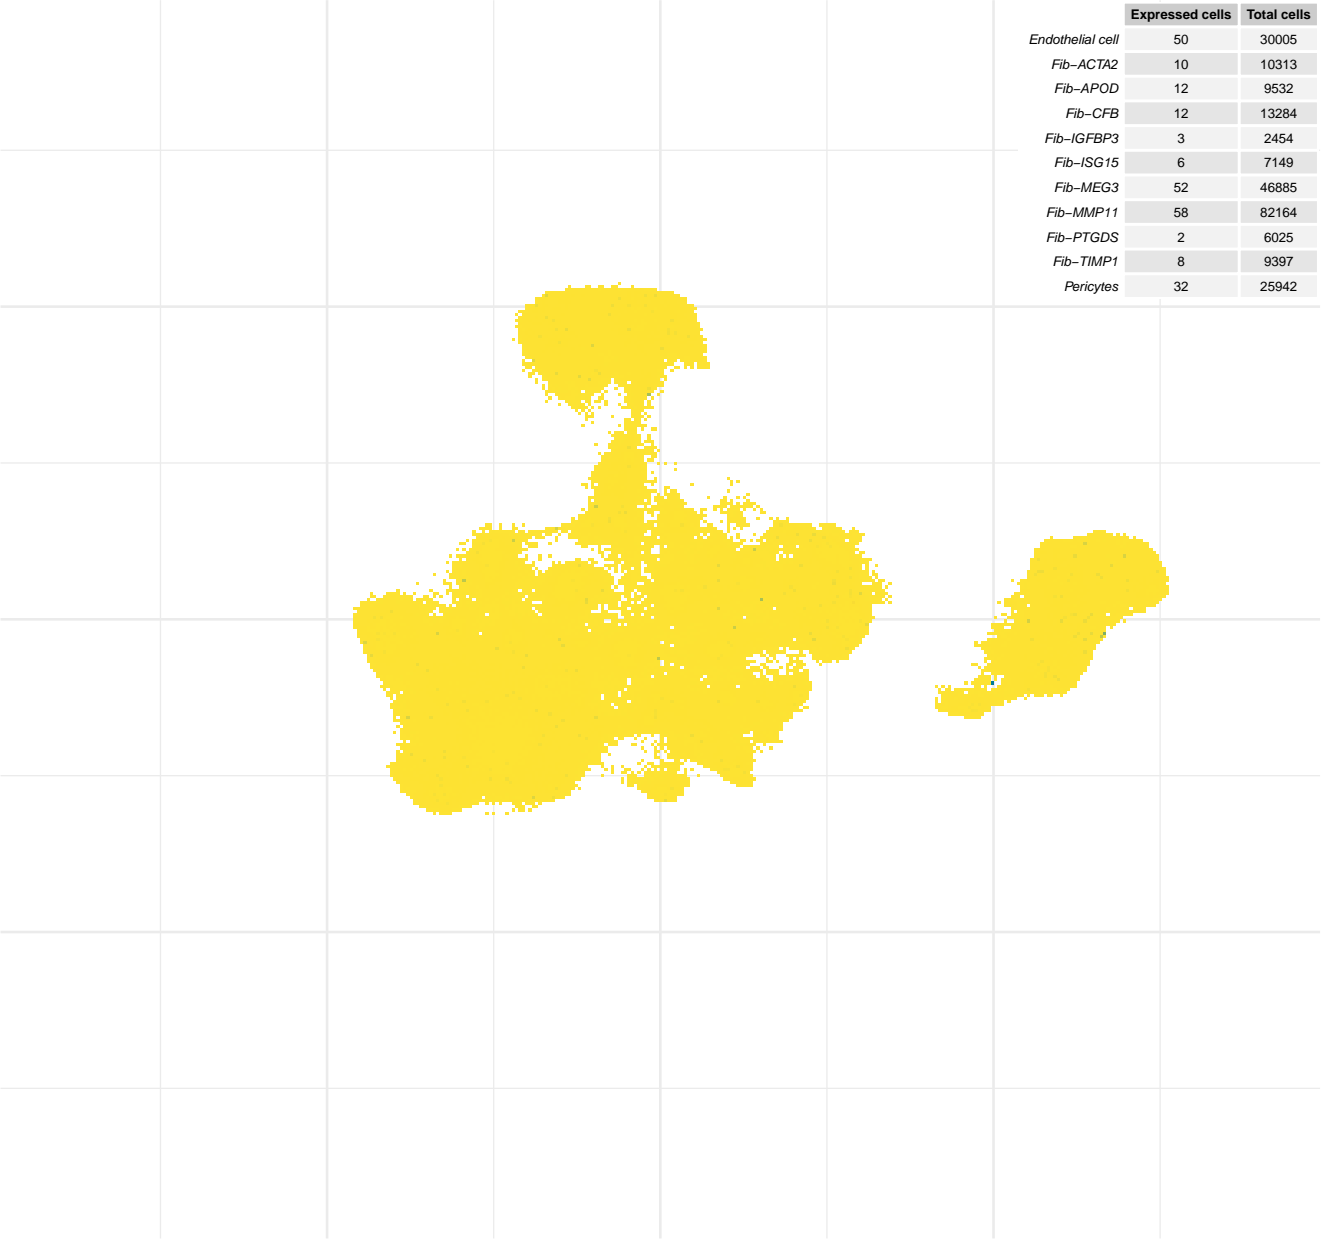 Expressed cells Total cells
Endothelial cell 50 30005
Fib−ACTA2 10 10313
Fib−APOD 12 9532
Fib−CFB 12 13284
Fib−IGFBP3 3 2454
Fib−ISG15 6 7149
Fib−MEG3 52 46885
Fib−MMP11 58 82164
Fib−PTGDS 2 6025
Fib−TIMP1 8 9397
Pericytes 32 25942